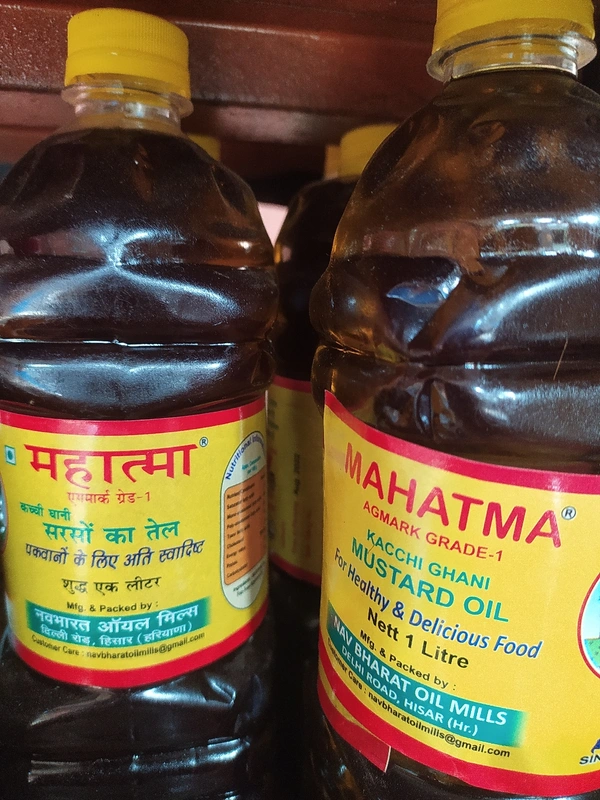 महात्मा®
एगमार्क ग्रेड-1
कच्ची घानी
सरसों का तेल
पकवानों के लिए अति स्वादिष्ट
शुद्ध एक लीटर
Mfg. & Packed by :
नवभारत ऑयल मिल्स
दिल्ली रोड़, हिसार (हरियाणा)
Customer Care : navbharatoilmills@gmail.com
Nutritional
MAHATMA®
AGMARK GRADE-1
KACCHI GHANI
MUSTARD OIL
For Healthy & Delicious Food
Nett 1 Litre
Mfg. & Packed by :
NAV BHARAT OIL MILLS
DELHI ROAD, HISAR (Hr.)
Customer Care : navbharatoilmills@gmail.com